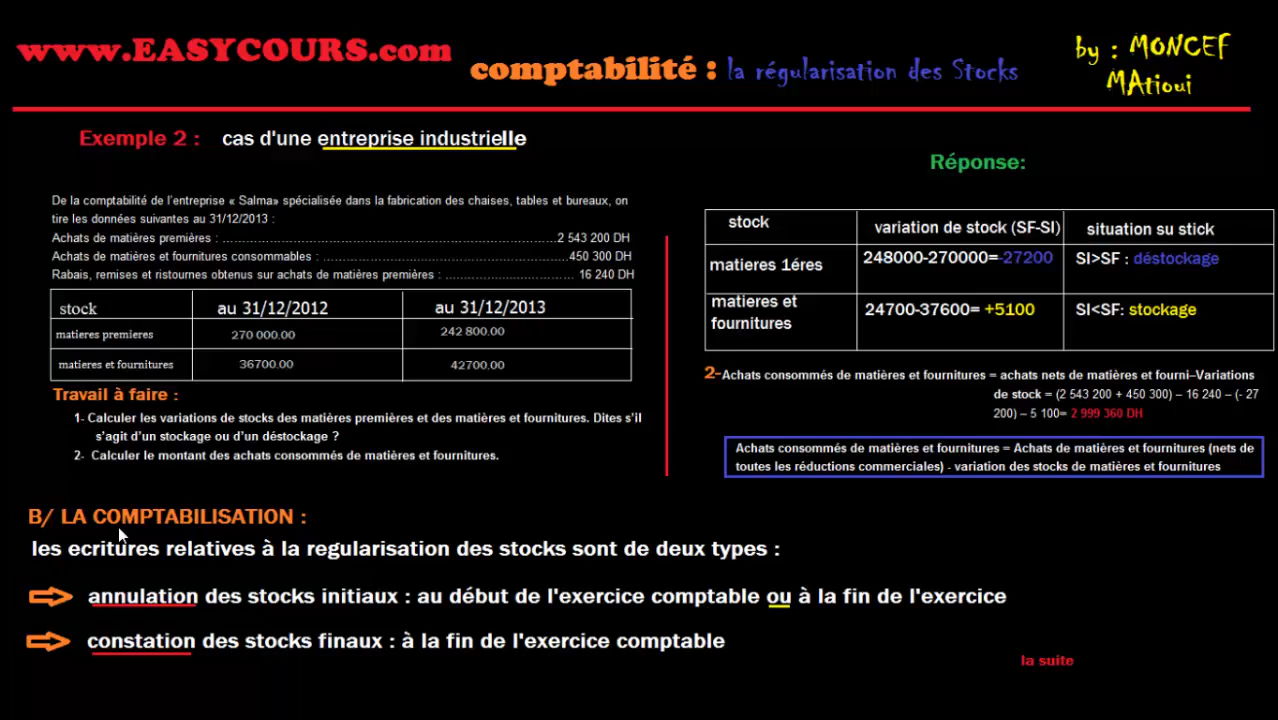 www.EASYCOURS.com
comptabilité : la régularisation des Stocks
by : MONCEF
MAtioui
Exemple 2 : cas d'une entreprise industrielle
De la comptabilité de l'entreprise « Salma» spécialisée dans la fabrication des chaises, tables et bureaux, on
tire les données suivantes au 31/12/2013 :
Achats de matières premières : ........................................................................................2 543 200 DH
Achats de matières et fournitures consommables : ..............................................................450 300 DH
Rabais, remises et ristournes obtenus sur achats de matières premières : ................................ 16 240 DH
stock au 31/12/2012 au 31/12/2013
matieres premieres 270 000.00 242 800.00
matieres et fournitures 36700.00 42700.00
Travail à faire :
1- Calculer les variations de stocks des matières premières et des matières et fournitures. Dites s'il
s'agit d'un stockage ou d'un déstockage ?
2- Calculer le montant des achats consommés de matières et fournitures.
Réponse:
stock variation de stock (SF-SI) situation su stick
matieres 1éres 248000-270000=-27200 SI>SF : déstockage
matieres et
fournitures 24700-37600= +5100 SI<SF: stockage
2-Achats consommés de matières et fournitures = achats nets de matières et fourni–Variations
de stock = (2 543 200 + 450 300) – 16 240 – (- 27
200) – 5 100= 2 999 360 DH
Achats consommés de matières et fournitures = Achats de matières et fournitures (nets de
toutes les réductions commerciales) - variation des stocks de matières et fournitures
B/ LA COMPTABILISATION :
les ecritures relatives à la regularisation des stocks sont de deux types :
annulation des stocks initiaux : au début de l'exercice comptable ou à la fin de l'exercice
constation des stocks finaux : à la fin de l'exercice comptable
la suite